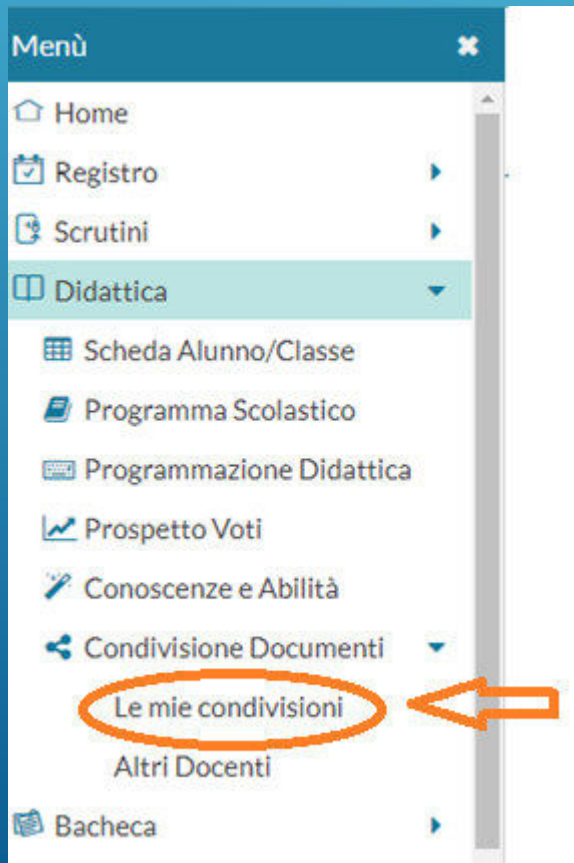 Menù
Home
Registro
Scrutini
Didattica
Scheda Alunno/Classe
Programma Scolastico
Programmazione Didattica
Prospetto Voti
Conoscenze e Abilità
Condivisione Documenti
Le mie condivisioni
Altri Docenti
Bacheca